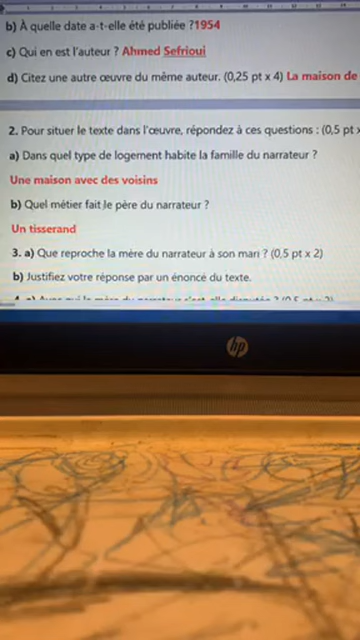 b) À quelle date a-t-elle été publiée ?1954
c) Qui en est l'auteur ? Ahmed Sefrioui
d) Citez une autre œuvre du même auteur. (0,25 pt x 4) La maison de
2. Pour situer le texte dans l'œuvre, répondez à ces questions : (0,5 pt x
a) Dans quel type de logement habite la famille du narrateur ?
Une maison avec des voisins
b) Quel métier fait le père du narrateur ?
Un tisserand
3. a) Que reproche la mère du narrateur à son mari ? (0,5 pt x 2)
b) Justifiez votre réponse par un énoncé du texte.
hp